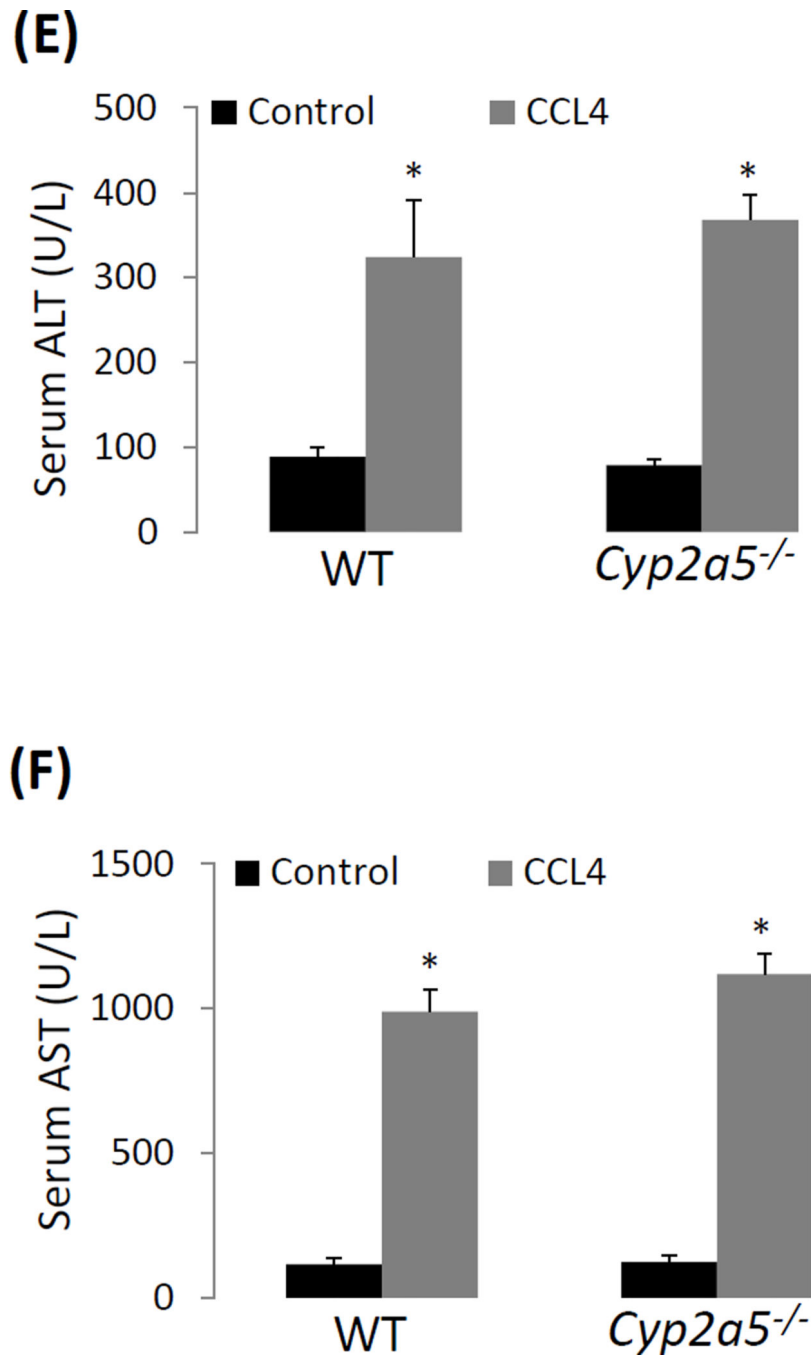 (E)
500
Control
CCL4
400
300
200
100
0
Serum ALT (U/L)
*
*
WT
Cyp2a5-/-
(F)
1500
Control
CCL4
1000
500
0
Serum AST (U/L)
*
*
WT
Cyp2a5-/-